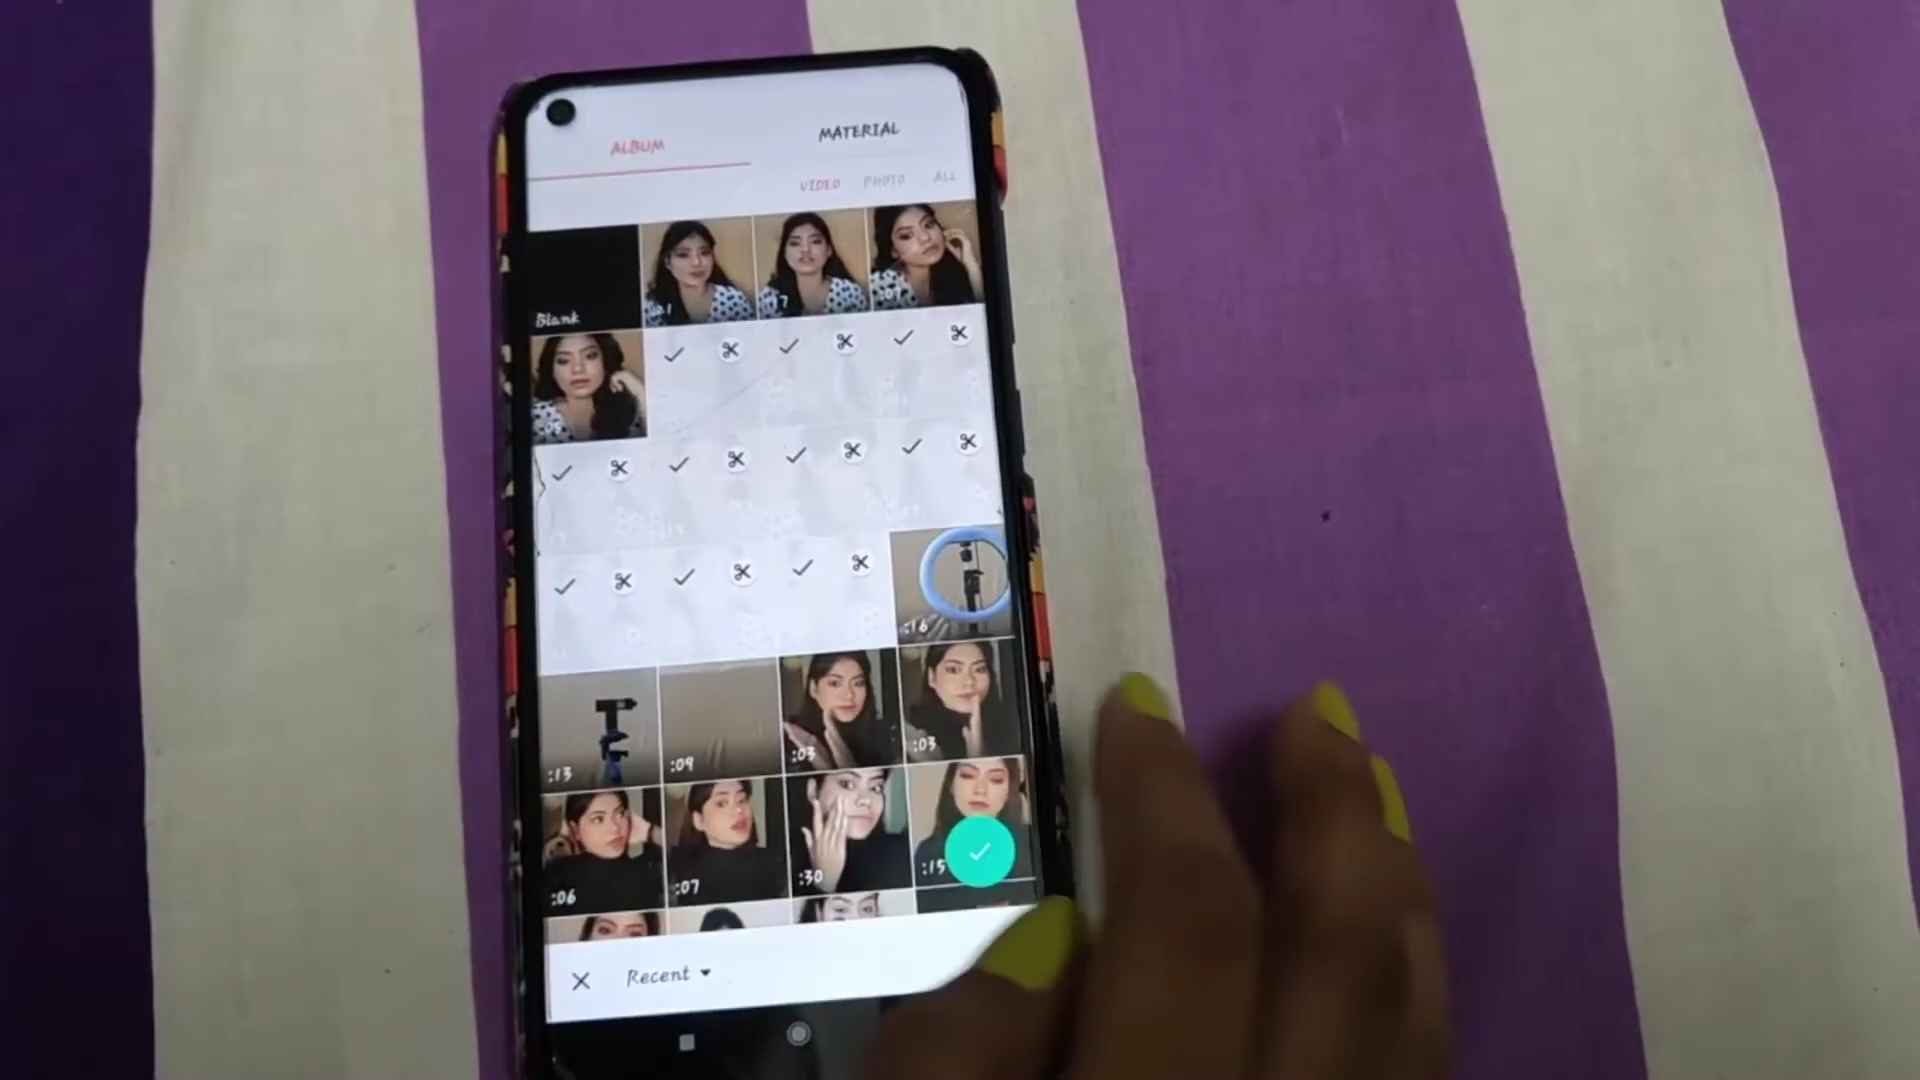 ALBUM MATERIAL
VIDEO PHOTO ALL
Blank
:16
:13 :09 :03 :03
:06 :07 :30 :15
Recent